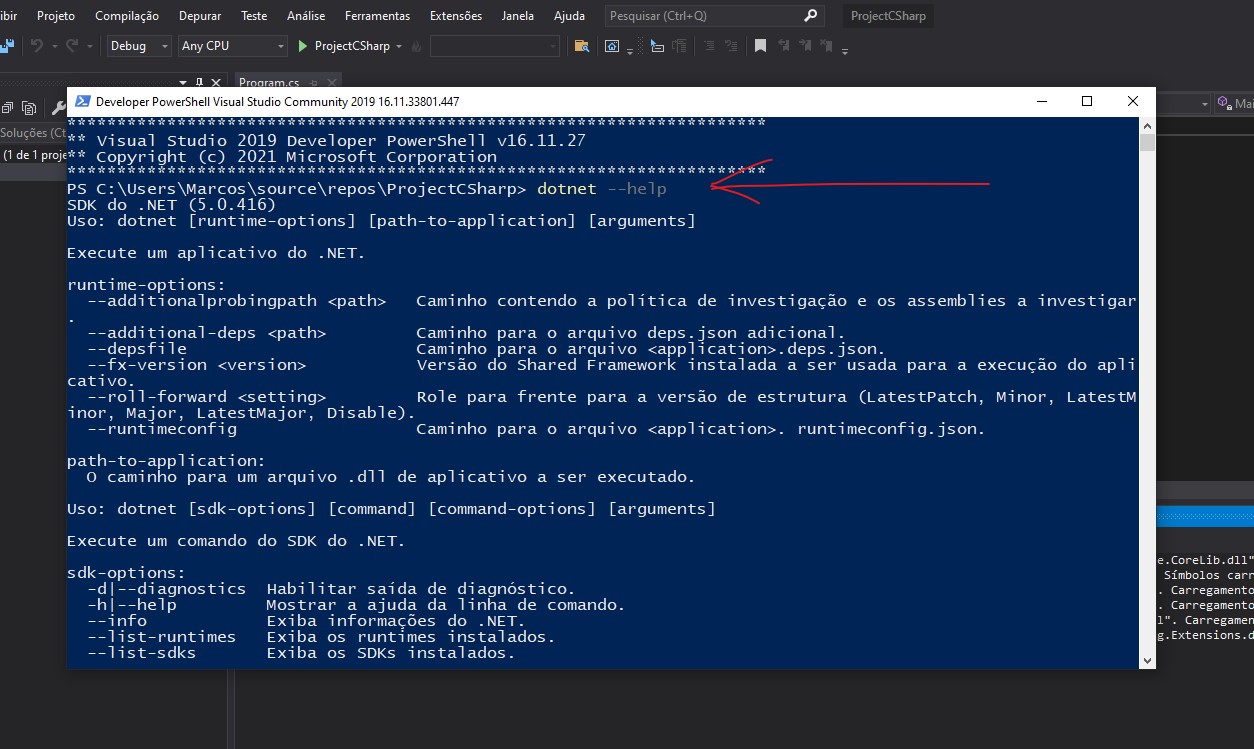 ibir Projeto Compilação Depurar Teste Análise Ferramentas Extensões Janela Ajuda Pesquisar (Ctrl+Q) ProjectCSharp
Debug Any CPU ProjectCSharp
Program.cs
Developer PowerShell Visual Studio Community 2019 16.11.33801.447
Mai
Soluções (Ct
(1 de 1 proje
**********************************************************************
** Visual Studio 2019 Developer PowerShell v16.11.27
** Copyright (c) 2021 Microsoft Corporation
**********************************************************************
PS C:\Users\Marcos\source\repos\ProjectCSharp> dotnet --help
SDK do .NET (5.0.416)
Uso: dotnet [runtime-options] [path-to-application] [arguments]
Execute um aplicativo do .NET.
runtime-options:
--additionalprobingpath <path> Caminho contendo a política de investigação e os assemblies a investigar
.
--additional-deps <path> Caminho para o arquivo deps.json adicional.
--depsfile Caminho para o arquivo <application>.deps.json.
--fx-version <version> Versão do Shared Framework instalada a ser usada para a execução do apli
cativo.
--roll-forward <setting> Role para frente para a versão de estrutura (LatestPatch, Minor, LatestM
inor, Major, LatestMajor, Disable).
--runtimeconfig Caminho para o arquivo <application>. runtimeconfig.json.
path-to-application:
O caminho para um arquivo .dll de aplicativo a ser executado.
Uso: dotnet [sdk-options] [command] [command-options] [arguments]
Execute um comando do SDK do .NET.
sdk-options:
-d|--diagnostics Habilitar saída de diagnóstico.
-h|--help Mostrar a ajuda da linha de comando.
--info Exiba informações do .NET.
--list-runtimes Exiba os runtimes instalados.
--list-sdks Exiba os SDKs instalados.
e.CoreLib.dll"
Símbolos carr
. Carregamento
. Carregamento
l". Carregamen
g.Extensions.d